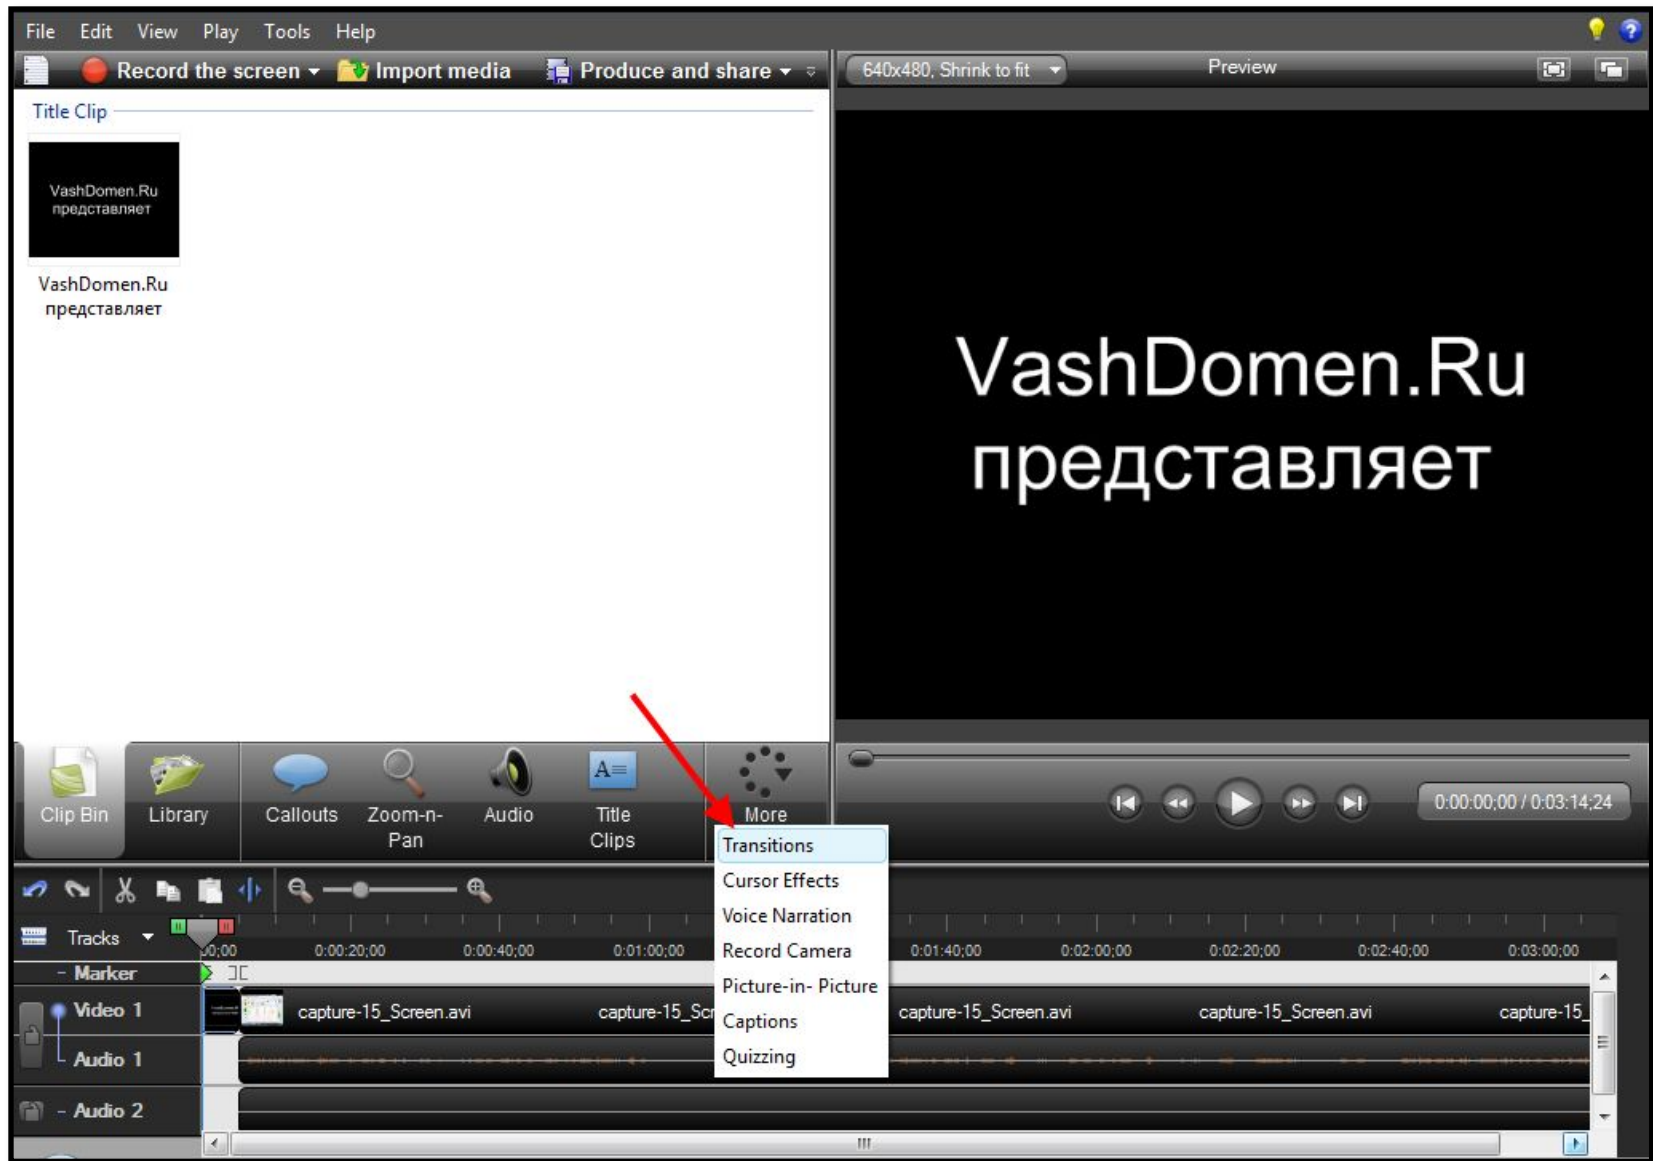 File Edit View Play Tools Help
Record the screen Import media Produce and share
640x480, Shrink to fit Preview
Title Clip
VashDomen.Ru
представляет
VashDomen.Ru
представляет
VashDomen.Ru
представляет
Clip Bin Library Callouts Zoom-n-Pan Audio Title Clips More
0:00:00;00 / 0:03:14;24
Transitions
Cursor Effects
Voice Narration
Record Camera
Picture-in- Picture
Captions
Quizzing
Tracks 0:00:20;00 0:00:40;00 0:01:00;00 0:01:40;00 0:02:00;00 0:02:20;00 0:02:40;00 0:03:00;00
- Marker
Video 1 capture-15_Screen.avi capture-15_Scr capture-15_Screen.avi capture-15_Screen.avi capture-15_
Audio 1
- Audio 2